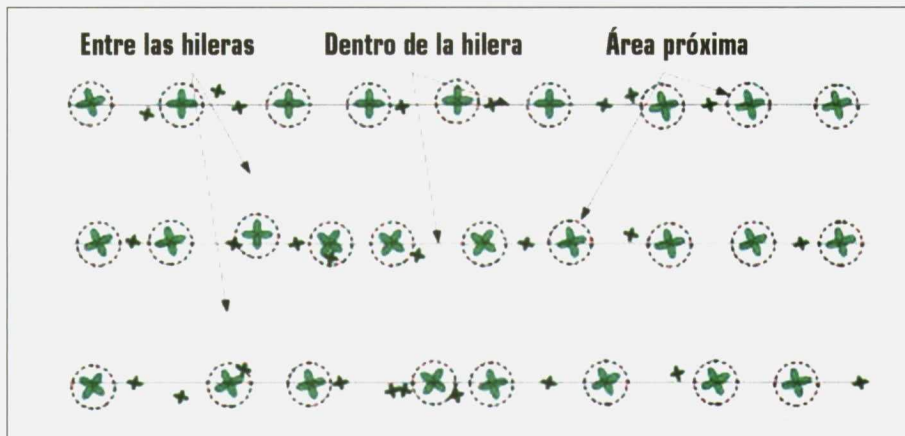 Entre las hileras
Dentro de la hilera
Área próxima